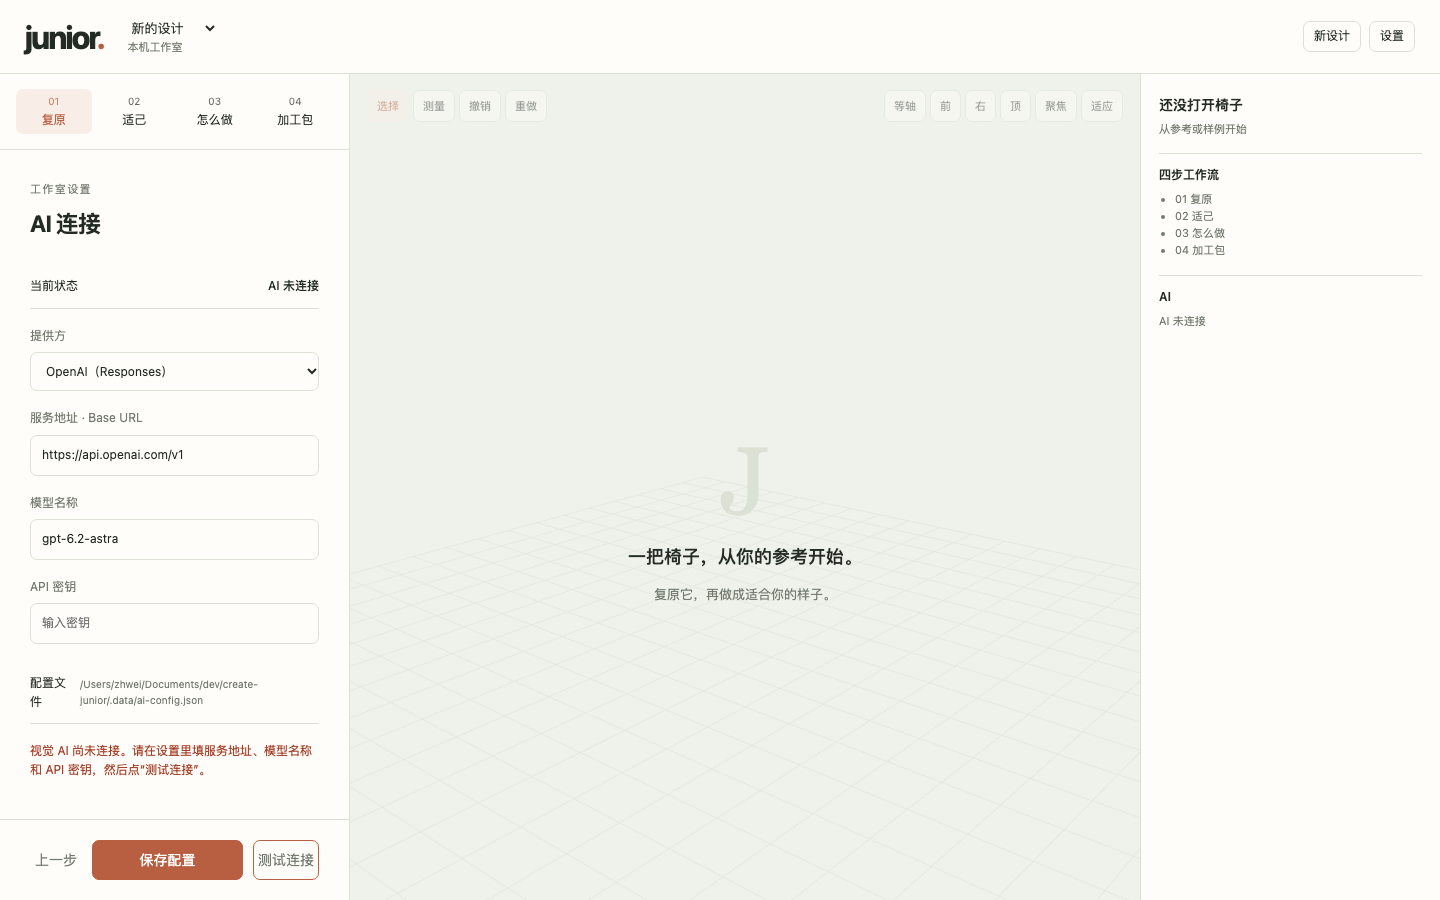 junior.
新的设计
本机工作室
新设计
设置
01
复原
02
适己
03
怎么做
04
加工包
工作室设置
AI 连接
当前状态
AI 未连接
提供方
OpenAI（Responses）
服务地址 · Base URL
https://api.openai.com/v1
模型名称
gpt-6.2-astra
API 密钥
输入密钥
配置文
件
/Users/zhwei/Documents/dev/create-
junior/.data/ai-config.json
视觉 AI 尚未连接。请在设置里填服务地址、模型名称
和 API 密钥，然后点“测试连接”。
上一步
保存配置
测试连接
选择
测量
撤销
重做
等轴
前
右
顶
聚焦
适应
J
一把椅子，从你的参考开始。
复原它，再做成适合你的样子。
还没打开椅子
从参考或样例开始
四步工作流
• 01 复原
• 02 适己
• 03 怎么做
• 04 加工包
AI
AI 未连接